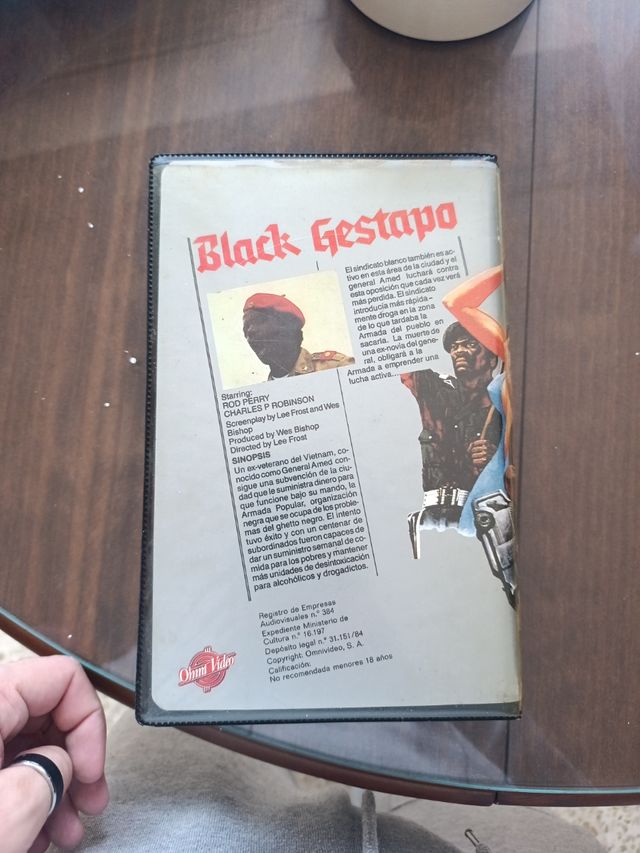 Black Gestapo
El sindicato blanco también es ac-
tivo en esta área de la ciudad y el
general Amed luchará contra
esta oposición que cada vez verá
más perdida. El sindicato
introducía más rápida-
mente droga en la zona
de lo que tardaba la
Armada del pueblo en
sacarla. La muerte de
una ex-novia del gene-
ral, obligará a la
Armada a emprender una
lucha activa...
Starring:
ROD PERRY
CHARLES P ROBINSON
Screenplay by Lee Frost and Wes
Bishop
Produced by Wes Bishop
Directed by Lee Frost
SINOPSIS
Un ex-veterano del Vietnam, co-
nocido como General Amed con-
sigue una subvención de la ciu-
dad que le suministra dinero para
que funcione bajo su mando, la
Armada Popular, organización
negra que se ocupa de los proble-
mas del ghetto negro. El intento
tuvo éxito y con un centenar de
subordinados fueron capaces de
dar un suministro semanal de co-
mida para los pobres y mantener
más unidades de desintoxicación
para alcohólicos y drogadictos.
Registro de Empresas
Audiovisuales n.º 384
Expediente Ministerio de
Cultura n.º 16.197
Depósito legal n.º 31.151/84
Copyright: Omnivideo, S. A.
Calificación:
No recomendada menores 18 años
Omni Video